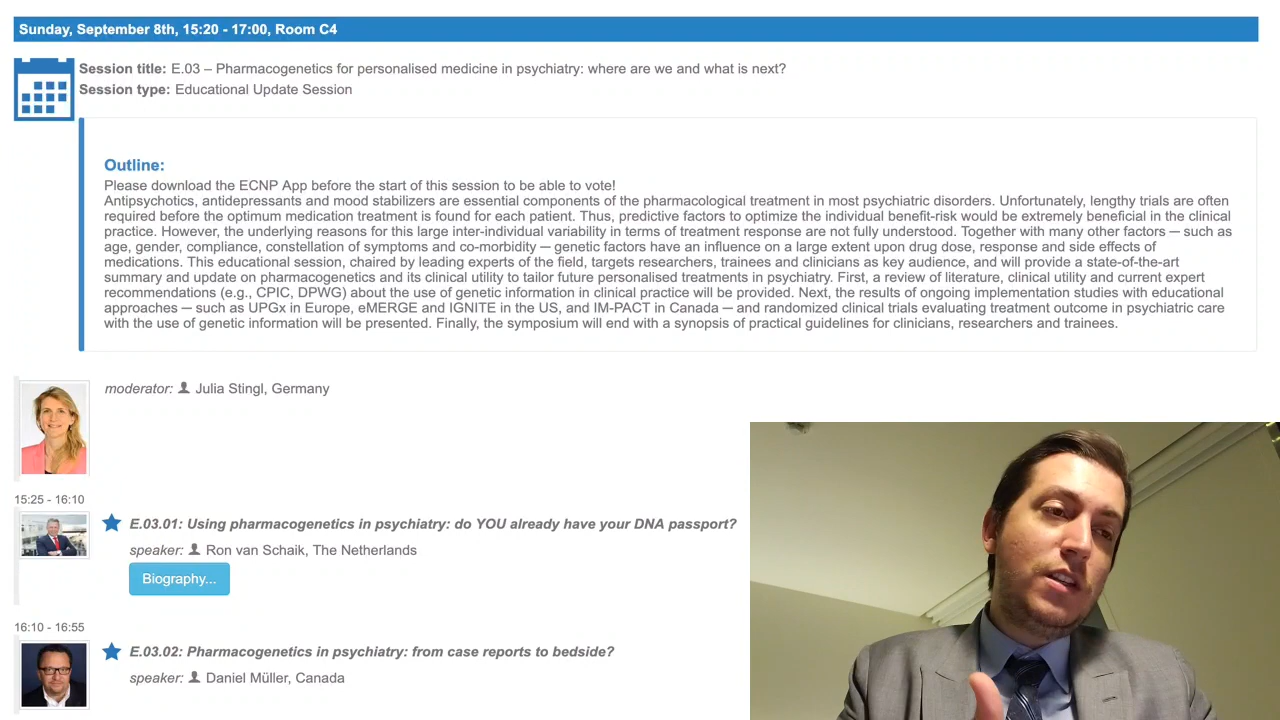 Sunday, September 8th, 15:20 - 17:00, Room C4
Session title: E.03 – Pharmacogenetics for personalised medicine in psychiatry: where are we and what is next?
Session type: Educational Update Session
Outline:
Please download the ECNP App before the start of this session to be able to vote!
Antipsychotics, antidepressants and mood stabilizers are essential components of the pharmacological treatment in most psychiatric disorders. Unfortunately, lengthy trials are often
required before the optimum medication treatment is found for each patient. Thus, predictive factors to optimize the individual benefit-risk would be extremely beneficial in the clinical
practice. However, the underlying reasons for this large inter-individual variability in terms of treatment response are not fully understood. Together with many other factors — such as
age, gender, compliance, constellation of symptoms and co-morbidity — genetic factors have an influence on a large extent upon drug dose, response and side effects of
medications. This educational session, chaired by leading experts of the field, targets researchers, trainees and clinicians as key audience, and will provide a state-of-the-art
summary and update on pharmacogenetics and its clinical utility to tailor future personalised treatments in psychiatry. First, a review of literature, clinical utility and current expert
recommendations (e.g., CPIC, DPWG) about the use of genetic information in clinical practice will be provided. Next, the results of ongoing implementation studies with educational
approaches — such as UPGx in Europe, eMERGE and IGNITE in the US, and IM-PACT in Canada — and randomized clinical trials evaluating treatment outcome in psychiatric care
with the use of genetic information will be presented. Finally, the symposium will end with a synopsis of practical guidelines for clinicians, researchers and trainees.
moderator: Julia Stingl, Germany
15:25 - 16:10
E.03.01: Using pharmacogenetics in psychiatry: do YOU already have your DNA passport?
speaker: Ron van Schaik, The Netherlands
Biography...
16:10 - 16:55
E.03.02: Pharmacogenetics in psychiatry: from case reports to bedside?
speaker: Daniel Müller, Canada